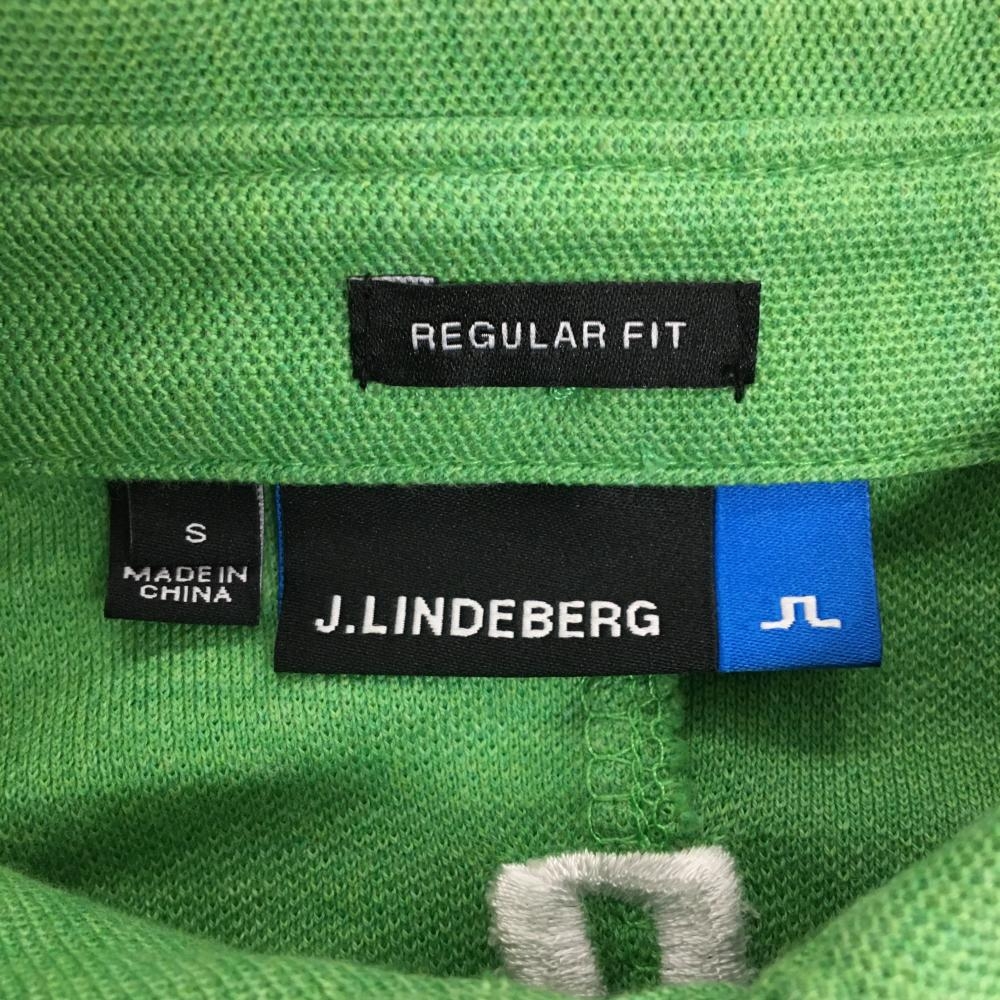 REGULAR FIT
S
MADE IN
CHINA
J.LINDEBERG